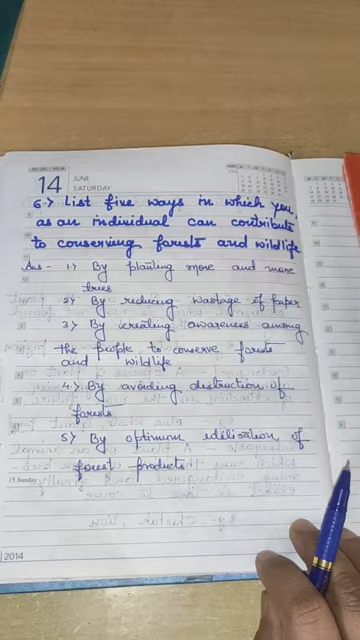 14
JUNE
SATURDAY
6.> List five ways in which you
as an individual can contribute
to conserving forests and wildlife
Ans - 1.> By planting more and more
trees
2> By reducing wastage of paper
3> By creating awareness among
the people to conserve forests
and wildlife
4.> By avoiding destruction of
forests
5> By optimum utilisation of
forest products
15 Sunday
2014